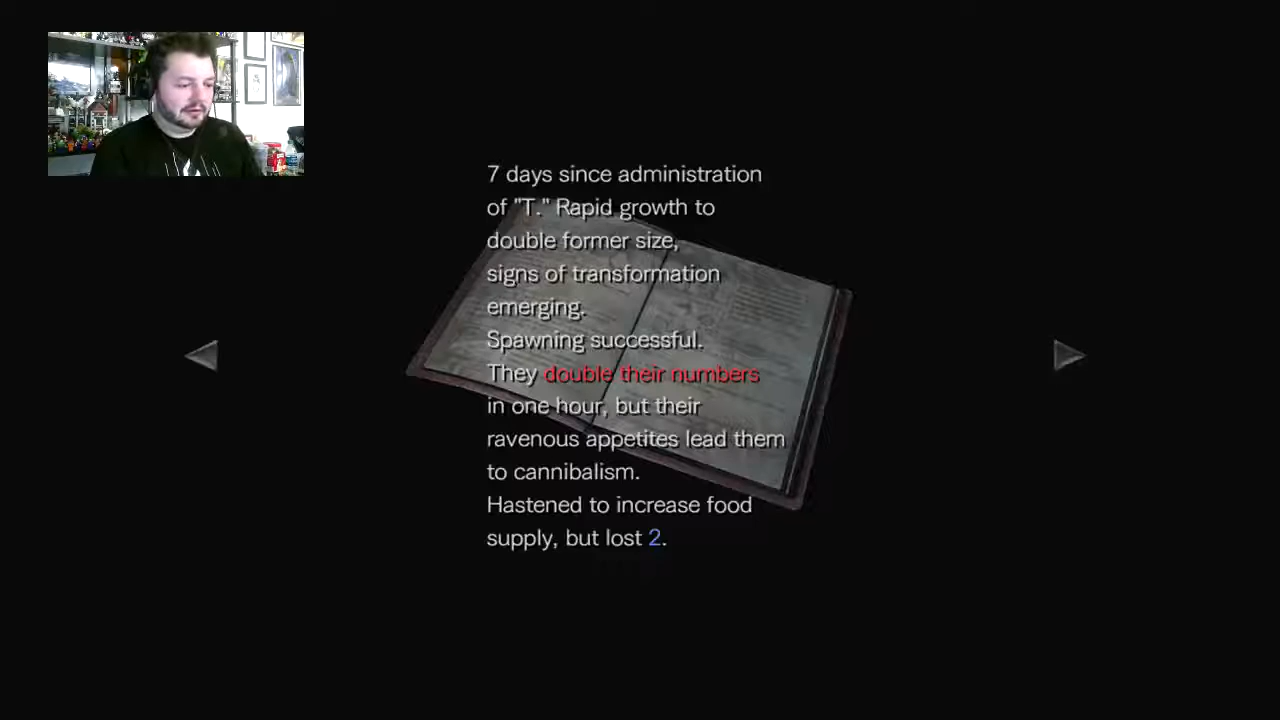 7 days since administration
of "T." Rapid growth to
double former size,
signs of transformation
emerging.
Spawning successful.
They double their numbers
in one hour, but their
ravenous appetites lead them
to cannibalism.
Hastened to increase food
supply, but lost 2.